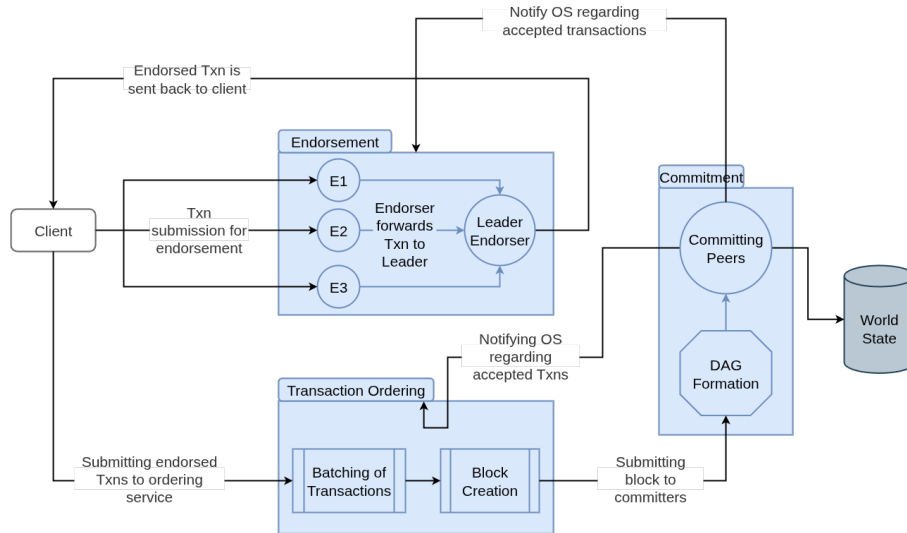 Notify OS regarding
accepted transactions
Endorsed Txn is
sent back to client
Endorsement
E1
Client
Txn
submission for
endorsement
E2
Endorser
forwards
Txn to
Leader
Leader
Endorser
E3
Commitment
Committing
Peers
World
State
Notifying OS
regarding
accepted Txns
DAG
Formation
Transaction Ordering
Submitting endorsed
Txns to ordering
service
Batching of
Transactions
Block
Creation
Submitting
block to
committers